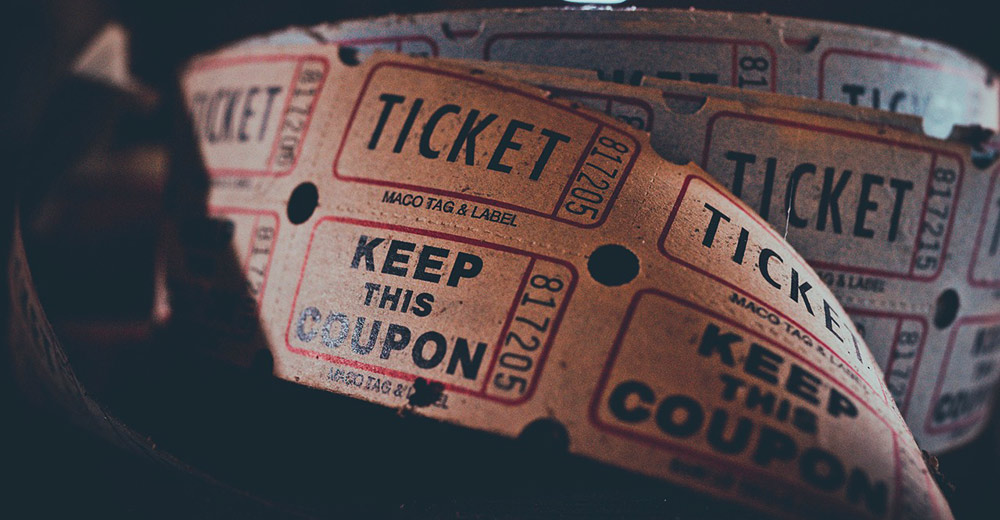 TICKET
817206
TICKET
817205
MACO TAG & LABEL
KEEP
THIS
COUPON
817205
MACO TAG & LABEL
TICKET
MACO TAG & LABEL
KEEP
THIS
COUPON
TICKET
817215